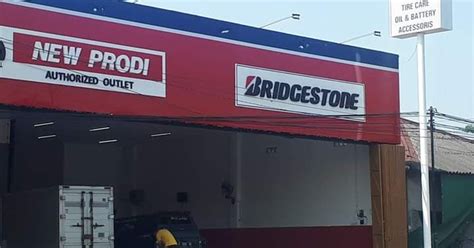 TIRE CARE
OIL & BATTERY
ACCESSORIS
NEW PRODI
AUTHORIZED OUTLET
BRIDGESTONE